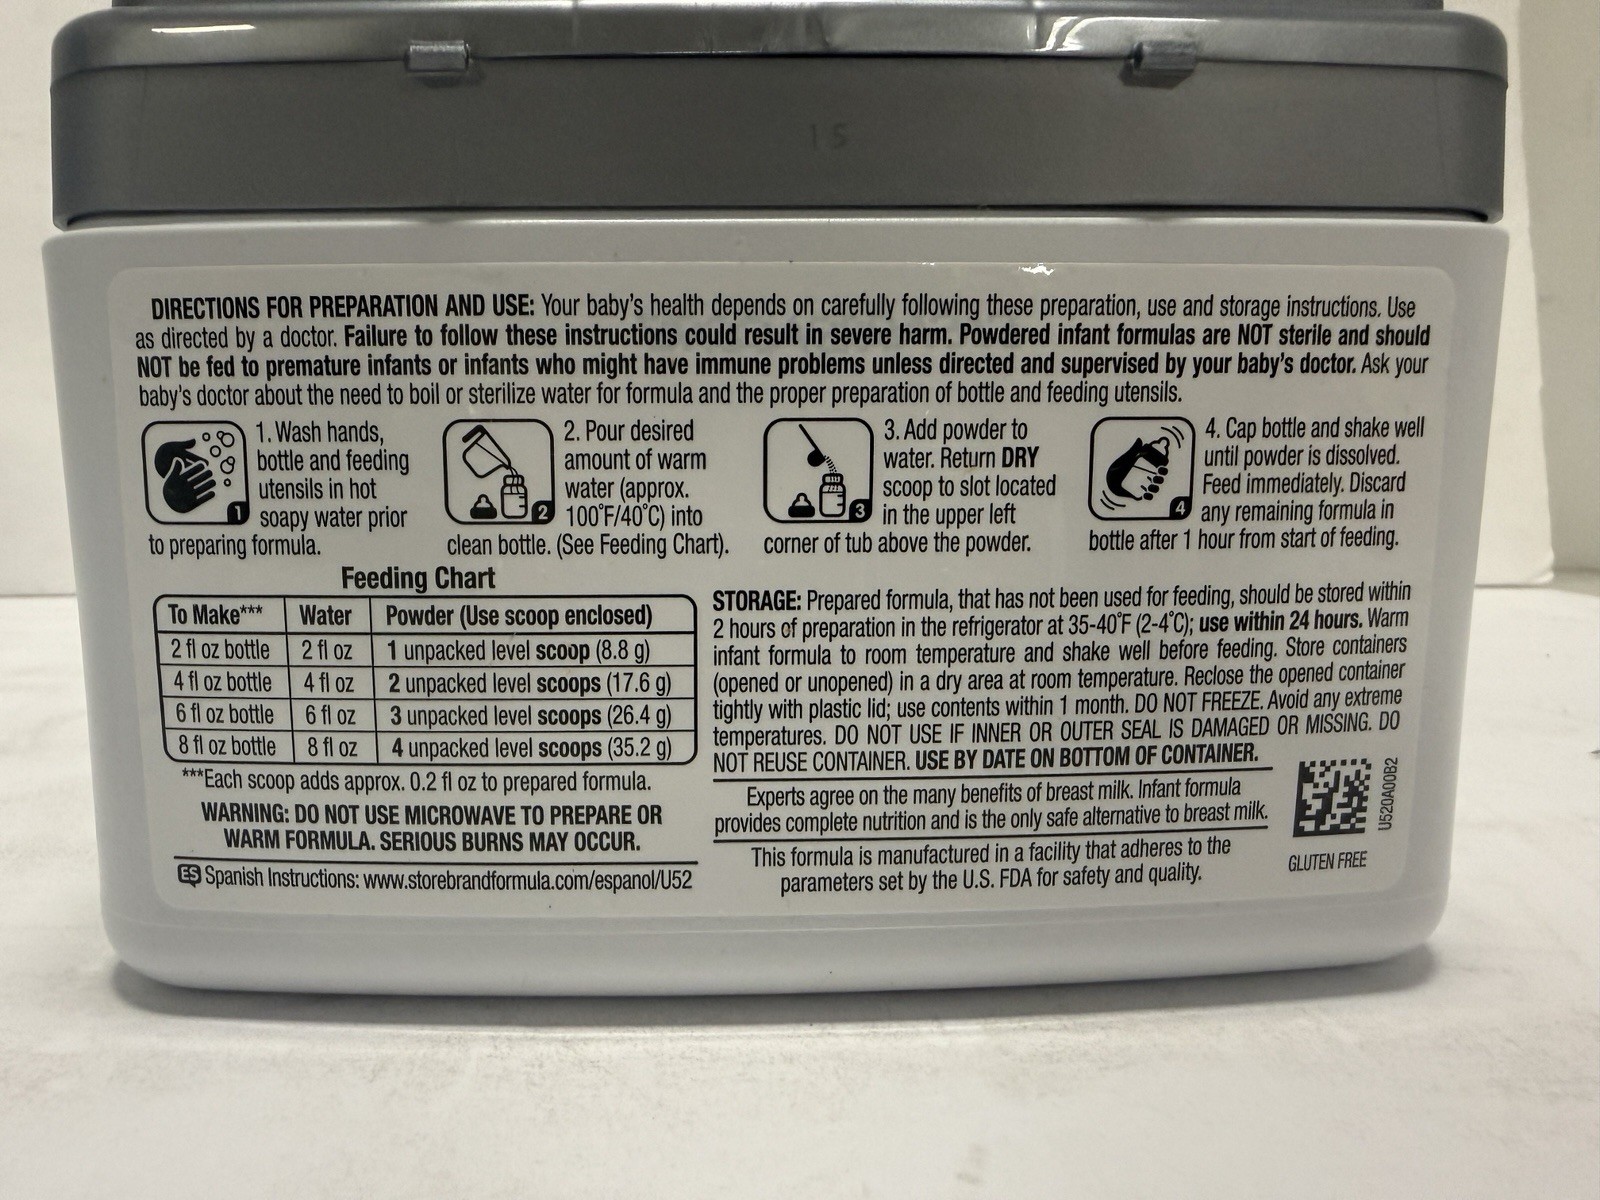 15
DIRECTIONS FOR PREPARATION AND USE: Your baby's health depends on carefully following these preparation, use and storage instructions. Use
as directed by a doctor. Failure to follow these instructions could result in severe harm. Powdered infant formulas are NOT sterile and should
NOT be fed to premature infants or infants who might have immune problems unless directed and supervised by your baby's doctor. Ask your
baby's doctor about the need to boil or sterilize water for formula and the proper preparation of bottle and feeding utensils.
1
1. Wash hands,
bottle and feeding
utensils in hot
soapy water prior
to preparing formula.
2
2. Pour desired
amount of warm
water (approx.
100°F/40°C) into
clean bottle. (See Feeding Chart).
3
3. Add powder to
water. Return DRY
scoop to slot located
in the upper left
corner of tub above the powder.
4
4. Cap bottle and shake well
until powder is dissolved.
Feed immediately. Discard
any remaining formula in
bottle after 1 hour from start of feeding.
Feeding Chart
To Make*** Water Powder (Use scoop enclosed)
2 fl oz bottle 2 fl oz 1 unpacked level scoop (8.8 g)
4 fl oz bottle 4 fl oz 2 unpacked level scoops (17.6 g)
6 fl oz bottle 6 fl oz 3 unpacked level scoops (26.4 g)
8 fl oz bottle 8 fl oz 4 unpacked level scoops (35.2 g)
***Each scoop adds approx. 0.2 fl oz to prepared formula.
WARNING: DO NOT USE MICROWAVE TO PREPARE OR
WARM FORMULA. SERIOUS BURNS MAY OCCUR.
ES Spanish Instructions: www.storebrandformula.com/espanol/U52
STORAGE: Prepared formula, that has not been used for feeding, should be stored within
2 hours of preparation in the refrigerator at 35-40°F (2-4°C); use within 24 hours. Warm
infant formula to room temperature and shake well before feeding. Store containers
(opened or unopened) in a dry area at room temperature. Reclose the opened container
tightly with plastic lid; use contents within 1 month. DO NOT FREEZE. Avoid any extreme
temperatures. DO NOT USE IF INNER OR OUTER SEAL IS DAMAGED OR MISSING. DO
NOT REUSE CONTAINER. USE BY DATE ON BOTTOM OF CONTAINER.
Experts agree on the many benefits of breast milk. Infant formula
provides complete nutrition and is the only safe alternative to breast milk.
This formula is manufactured in a facility that adheres to the
parameters set by the U.S. FDA for safety and quality.
U520A00B2
GLUTEN FREE